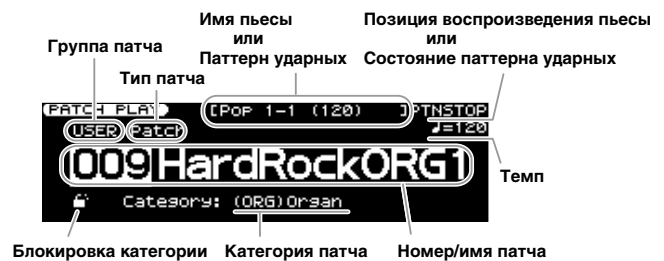 Имя пьесы
или
Паттерн ударных
Позиция воспроизведения пьесы
или
Состояние паттерна ударных
Группа патча
Тип патча
PATCH PLAY [Pop 1-1 (120) ]PTNSTOP
USER Patch ♩=120
009 HardRockORG1
Темп
Category: (ORG)Organ
Блокировка категории Категория патча Номер/имя патча